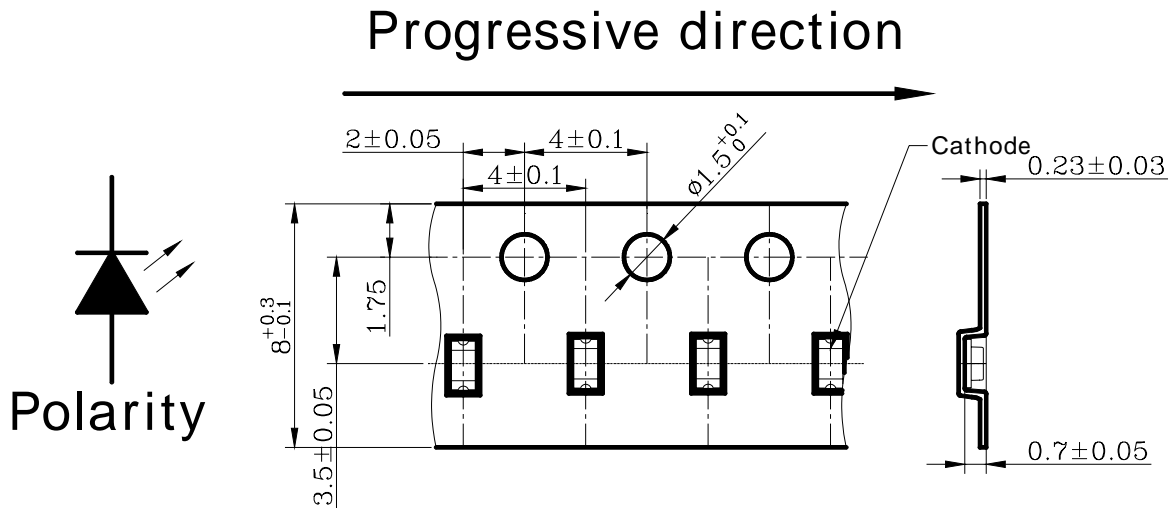 Progressive direction
2±0.05
4±0.1
4±0.1
ø1.5 +0.1 0
Cathode
0.23±0.03
8 +0.3 -0.1
1.75
3.5±0.05
Polarity
0.7±0.05